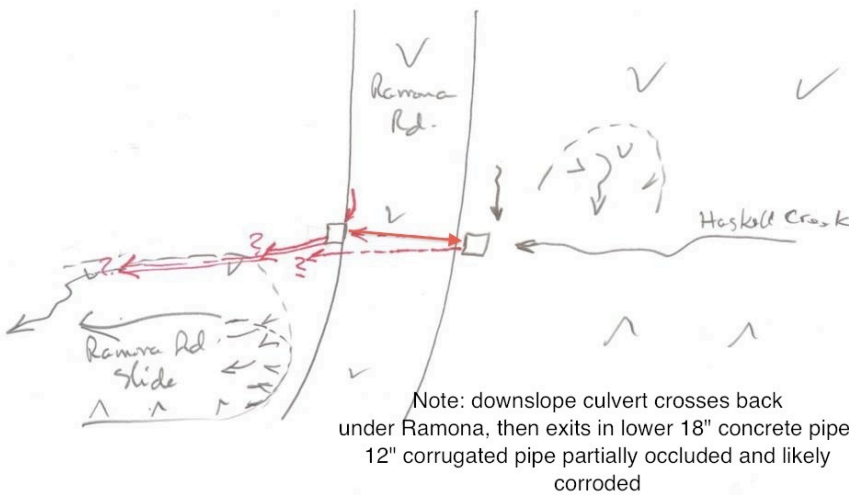 Ramona
Rd.
Haskell Creek
?
?
?
Ramona Rd.
Slide
Note: downslope culvert crosses back
under Ramona, then exits in lower 18" concrete pipe
12" corrugated pipe partially occluded and likely
corroded